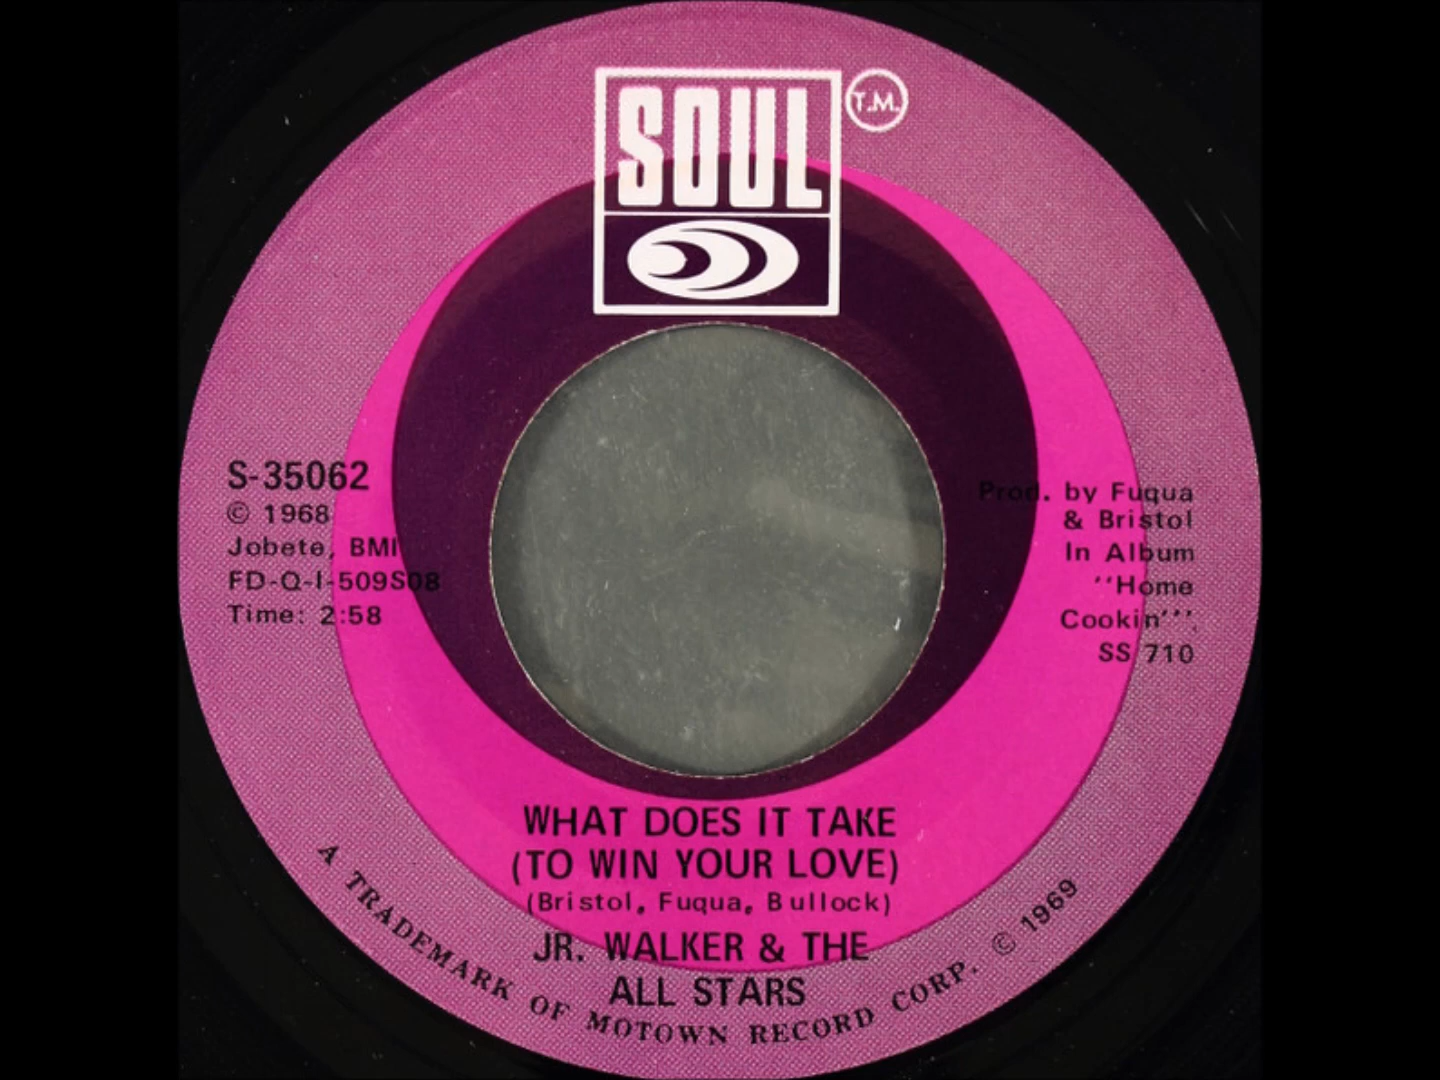 SOUL
T.M.
S-35062
© 1968
Jobete, BMI
FD-Q-I-509S08
Time: 2:58
Prod. by Fuqua
& Bristol
In Album
''Home
Cookin''',
SS 710
WHAT DOES IT TAKE
(TO WIN YOUR LOVE)
(Bristol, Fuqua, Bullock)
JR. WALKER & THE
ALL STARS
A TRADEMARK OF MOTOWN RECORD CORP. © 1969